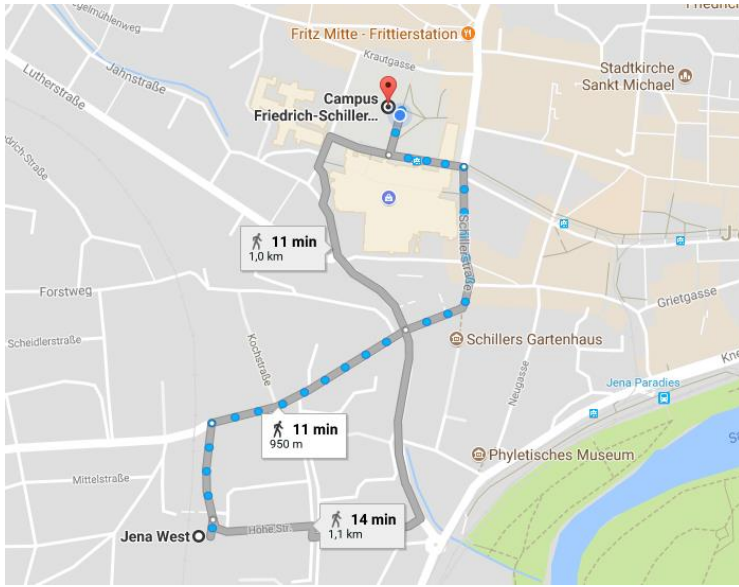 Friedrich
Fritz Mitte - Frittierstation
Krautgasse
Jahnstraße
Lutherstraße
Stadtkirche
Sankt Michael
Campus
Friedrich-Schiller...
11 min
1,0 km
Schillerstraße
Forstweg
Grietgasse
Scheidlerstraße
Kochstraße
Schillers Gartenhaus
Neugasse
Jena Paradies
11 min
950 m
Phyletisches Museum
Mittelstraße
14 min
1,1 km
Jena West
Hohe Str.